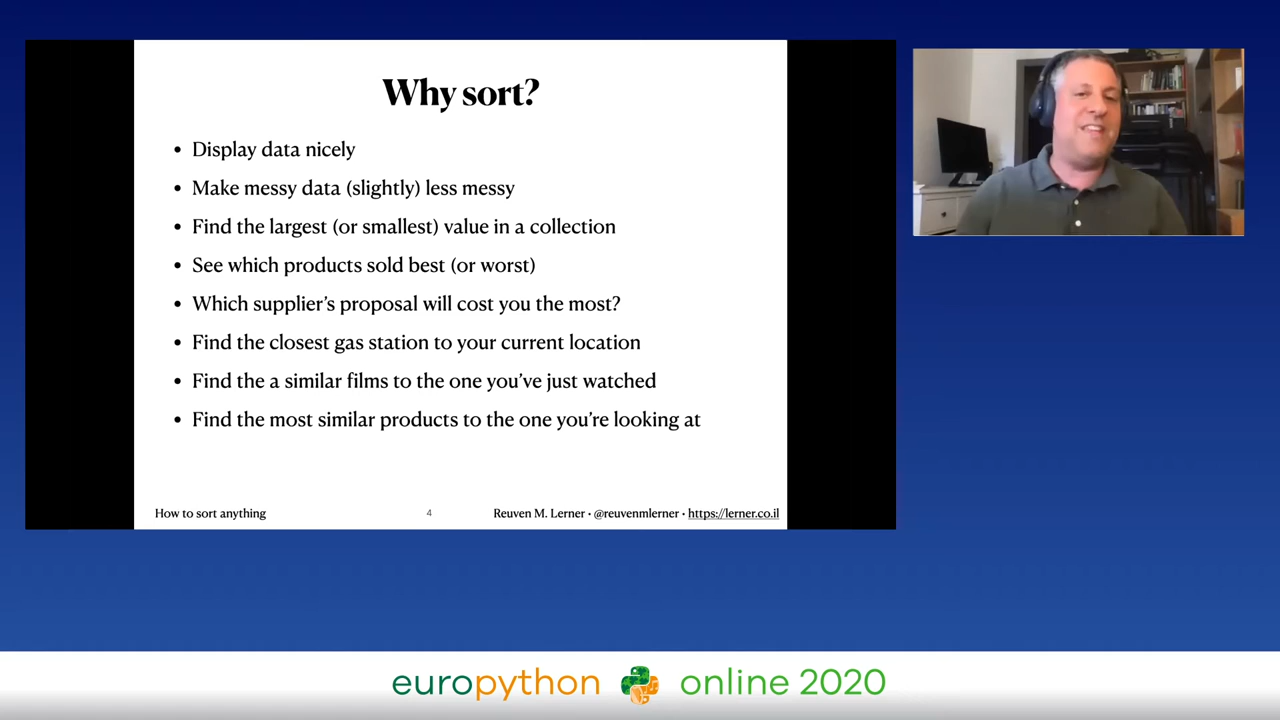 Why sort?
• Display data nicely
• Make messy data (slightly) less messy
• Find the largest (or smallest) value in a collection
• See which products sold best (or worst)
• Which supplier’s proposal will cost you the most?
• Find the closest gas station to your current location
• Find the a similar films to the one you’ve just watched
• Find the most similar products to the one you’re looking at
How to sort anything
4
Reuven M. Lerner • @reuvenmlerner • https://lerner.co.il
europython online 2020